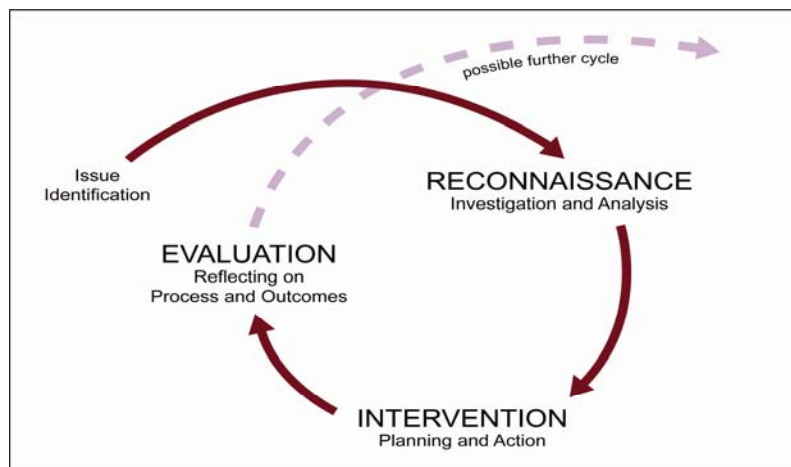 possible further cycle
Issue
Identification
RECONNAISSANCE
Investigation and Analysis
EVALUATION
Reflecting on
Process and Outcomes
INTERVENTION
Planning and Action